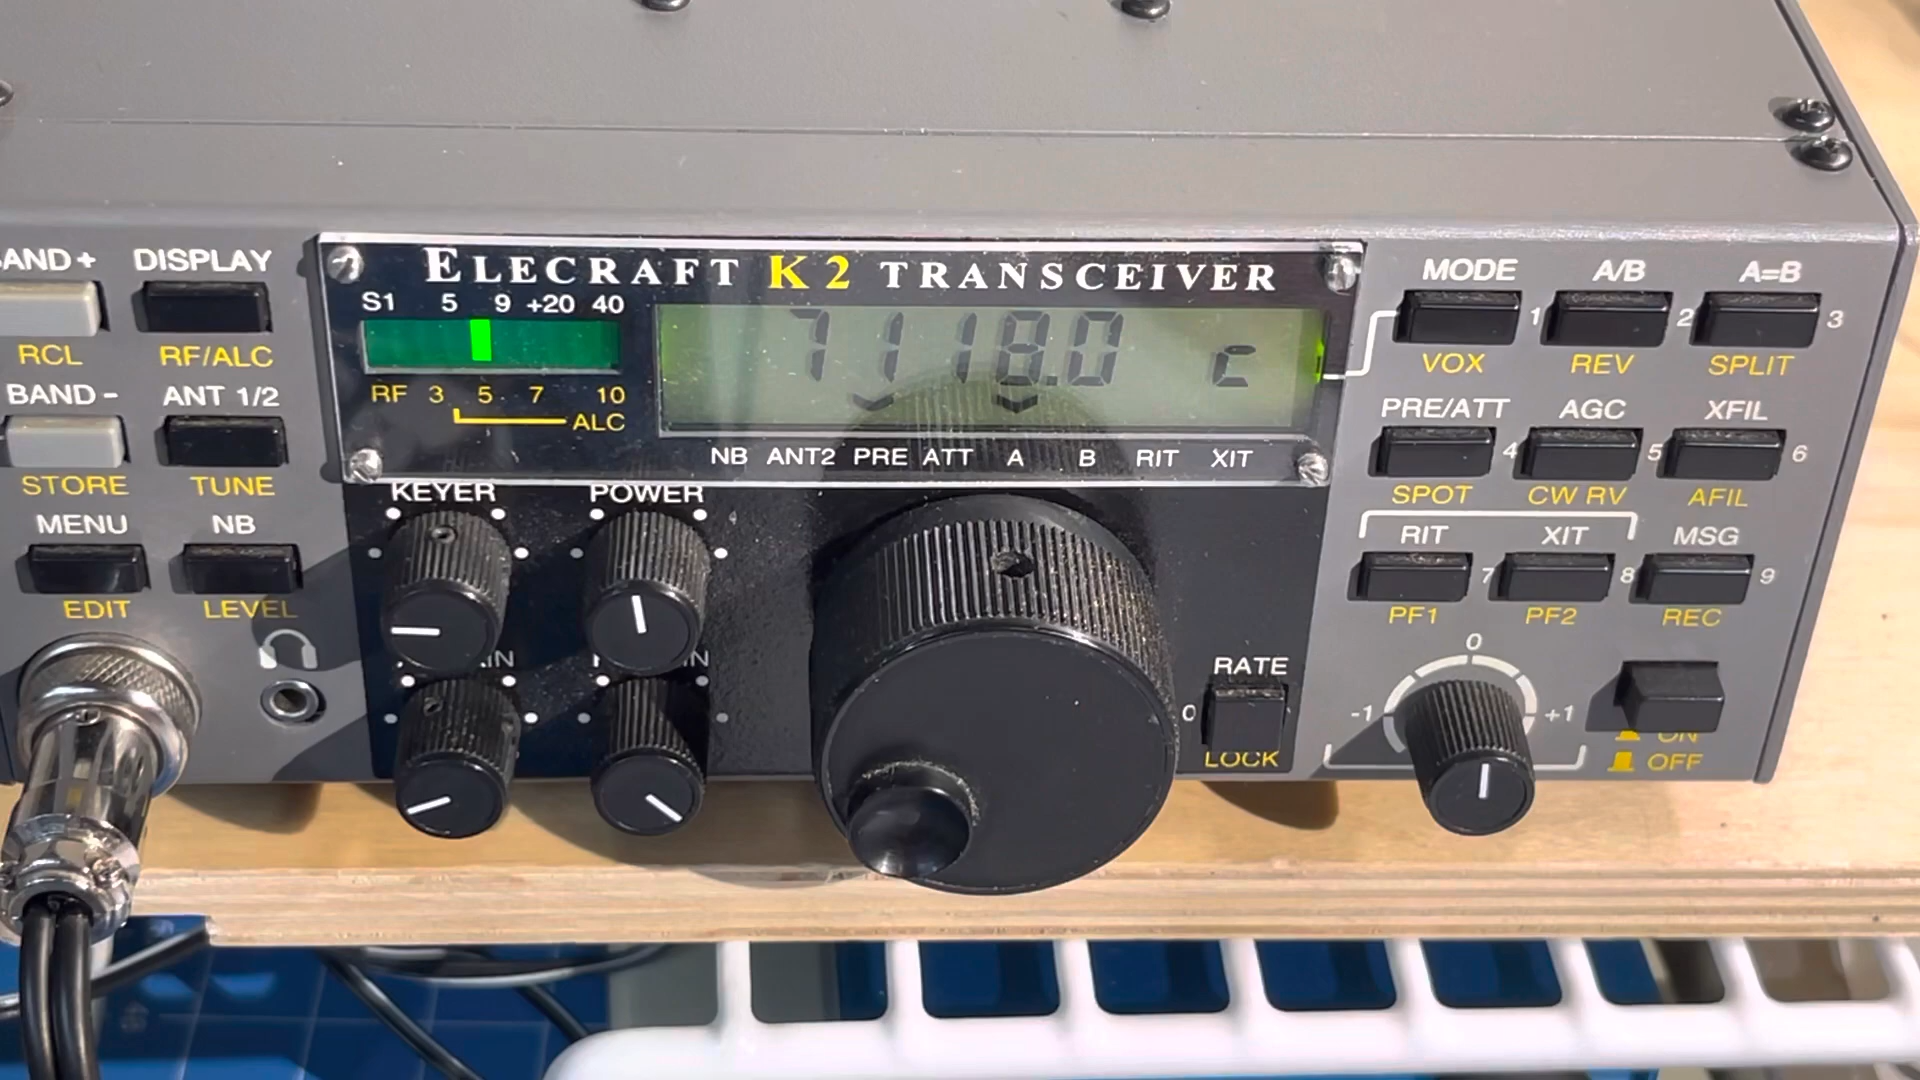 ELECRAFT K2 TRANSCEIVER
BAND + DISPLAY
RCL RF/ALC
BAND - ANT 1/2
STORE TUNE
MENU NB
EDIT LEVEL
S1 5 9 +20 40
RF 3 5 7 10
ALC
7118.0 c
NB ANT2 PRE ATT A B RIT XIT
KEYER POWER
RATE
0
LOCK
MODE A/B A=B
1 2 3
VOX REV SPLIT
PRE/ATT AGC XFIL
4 5 6
SPOT CW RV AFIL
RIT XIT MSG
7 8 9
PF1 PF2 REC
0
-1 +1
ON
OFF